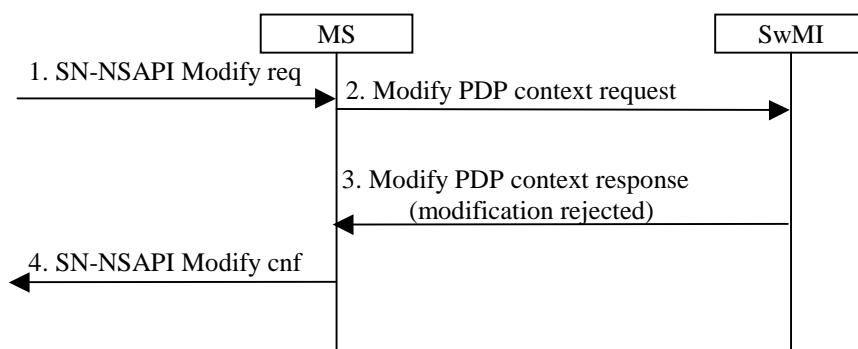 MS
SwMI
1. SN-NSAPI Modify req
2. Modify PDP context request
3. Modify PDP context response
(modification rejected)
4. SN-NSAPI Modify cnf